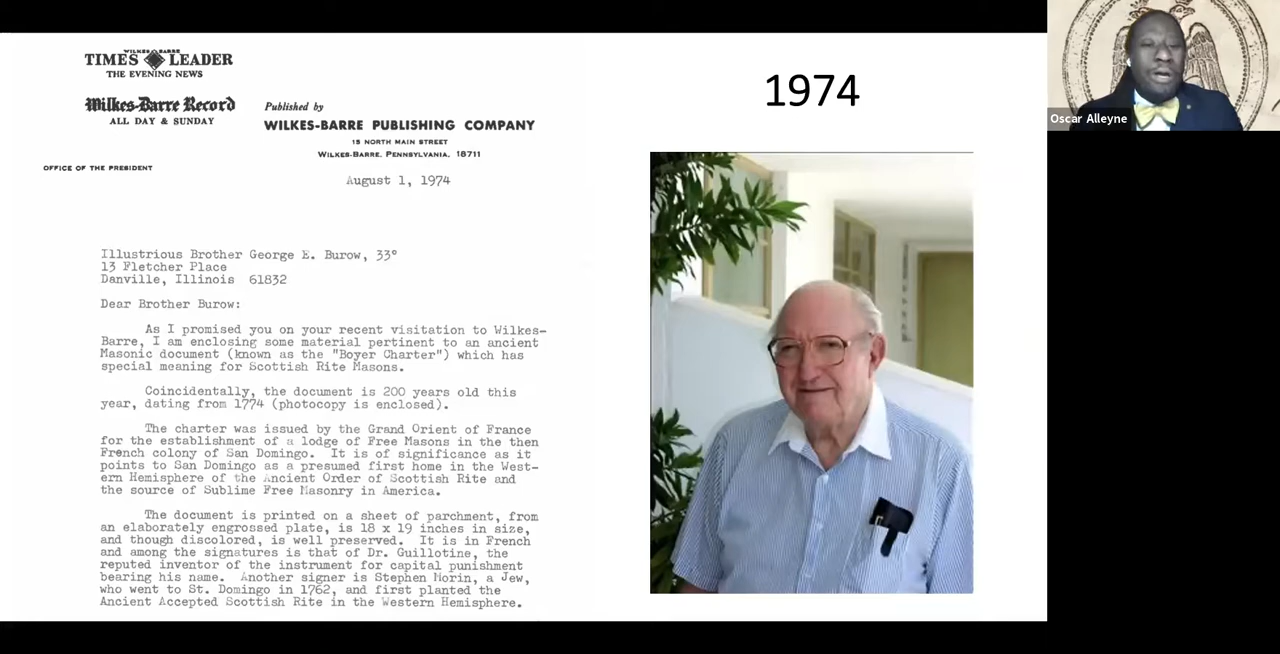 WILKES-BARRE
TIMES LEADER
THE EVENING NEWS
Wilkes-Barre Record
ALL DAY & SUNDAY
Published by
WILKES-BARRE PUBLISHING COMPANY
15 NORTH MAIN STREET
WILKES-BARRE, PENNSYLVANIA, 18711
OFFICE OF THE PRESIDENT
August 1, 1974
Illustrious Brother George E. Burow, 33°
13 Fletcher Place
Danville, Illinois 61832
Dear Brother Burow:
As I promised you on your recent visitation to Wilkes-
Barre, I am enclosing some material pertinent to an ancient
Masonic document (known as the "Boyer Charter") which has
special meaning for Scottish Rite Masons.
Coincidentally, the document is 200 years old this
year, dating from 1774 (photocopy is enclosed).
The charter was issued by the Grand Orient of France
for the establishment of a lodge of Free Masons in the then
French colony of San Domingo. It is of significance as it
points to San Domingo as a presumed first home in the West-
ern Hemisphere of the Ancient Order of Scottish Rite and
the source of Sublime Free Masonry in America.
The document is printed on a sheet of parchment, from
an elaborately engrossed plate, is 18 x 19 inches in size,
and though discolored, is well preserved. It is in French
and among the signatures is that of Dr. Guillotine, the
reputed inventor of the instrument for capital punishment
bearing his name. Another signer is Stephen Morin, a Jew,
who went to St. Domingo in 1762, and first planted the
Ancient Accepted Scottish Rite in the Western Hemisphere.
1974
Oscar Alleyne